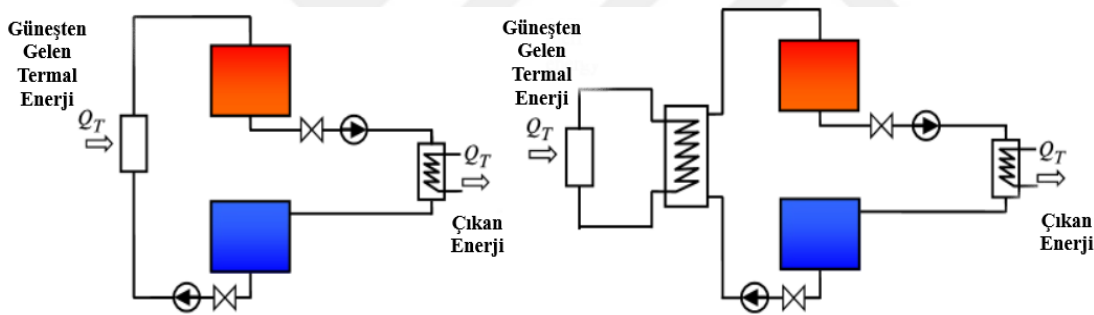 Güneşten
Gelen
Termal
Enerji
Q_T
Q_T
Çıkan
Enerji
Güneşten
Gelen
Termal
Enerji
Q_T
Q_T
Çıkan
Enerji